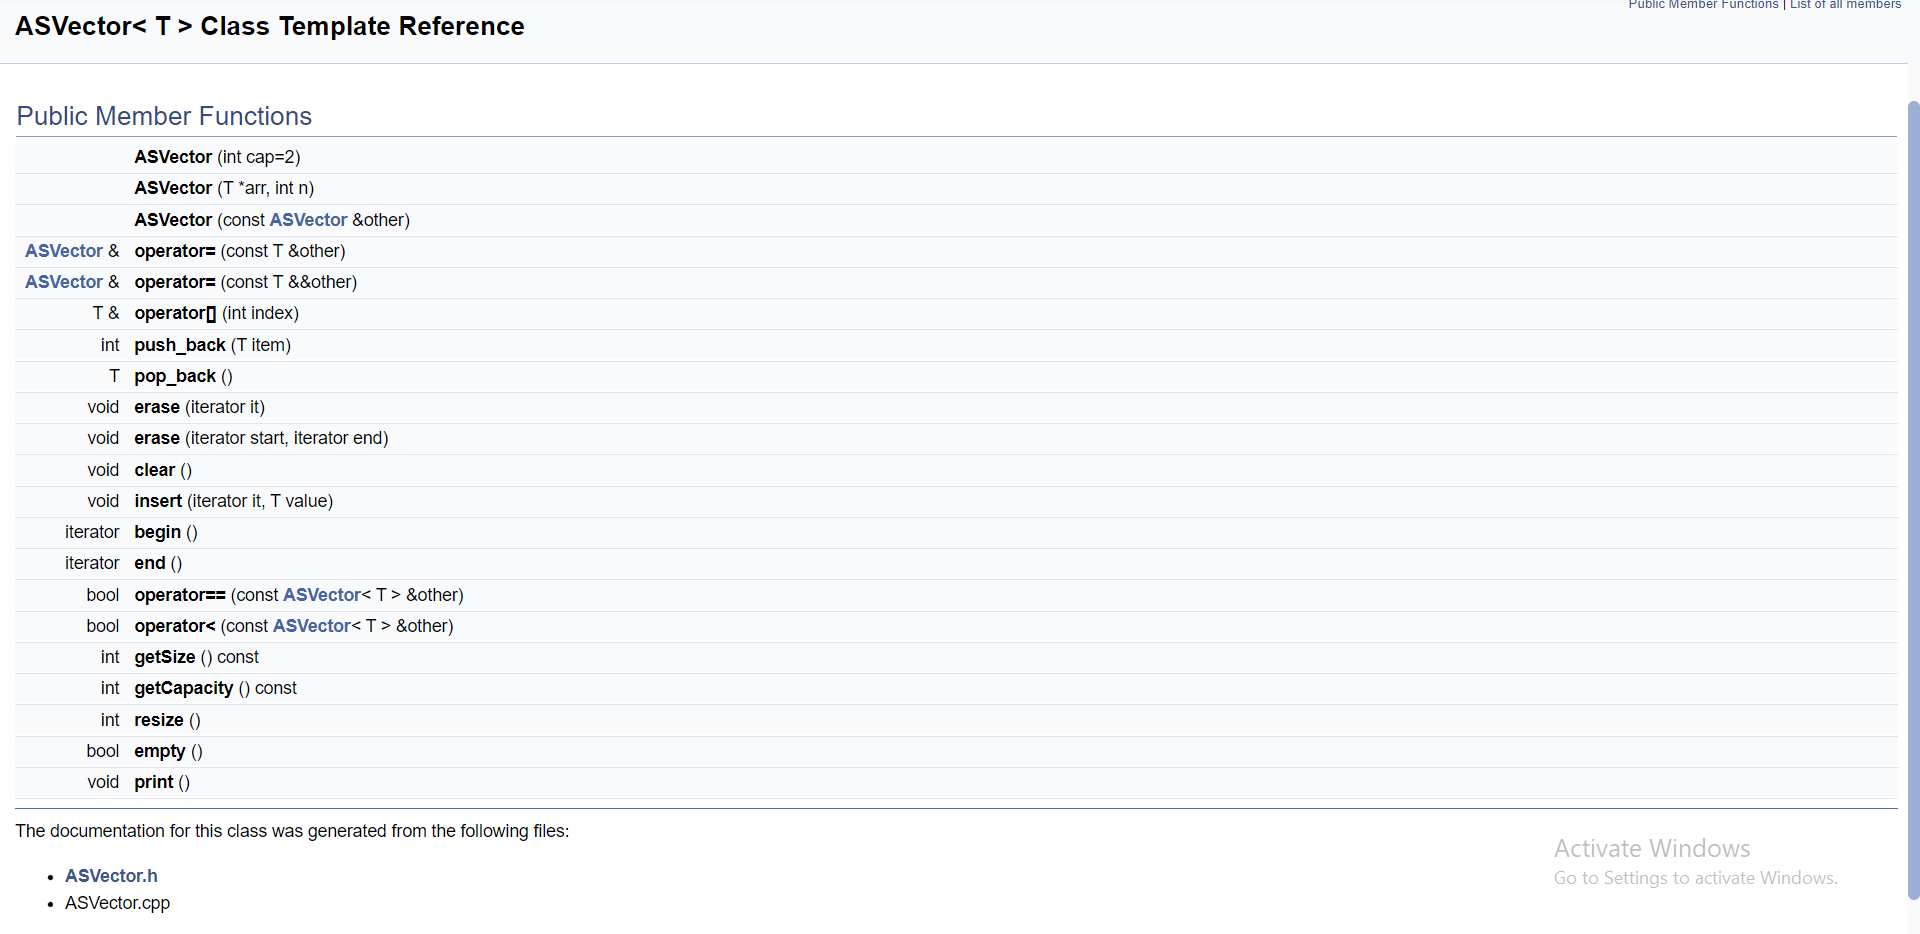 Public Member Functions | List of all members
ASVector< T > Class Template Reference
Public Member Functions
ASVector (int cap=2)
ASVector (T *arr, int n)
ASVector (const ASVector &other)
ASVector & operator= (const T &other)
ASVector & operator= (const T &&other)
T & operator[] (int index)
int push_back (T item)
T pop_back ()
void erase (iterator it)
void erase (iterator start, iterator end)
void clear ()
void insert (iterator it, T value)
iterator begin ()
iterator end ()
bool operator== (const ASVector< T > &other)
bool operator< (const ASVector< T > &other)
int getSize () const
int getCapacity () const
int resize ()
bool empty ()
void print ()
The documentation for this class was generated from the following files:
• ASVector.h
• ASVector.cpp
Activate Windows
Go to Settings to activate Windows.